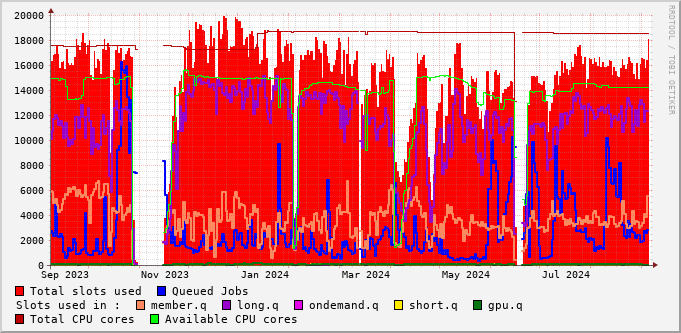 20000
18000
16000
14000
12000
10000
8000
6000
4000
2000
0
Sep 2023 Nov 2023 Jan 2024 Mar 2024 May 2024 Jul 2024
RRDTOOL / TOBI OETIKER
Total slots used Queued Jobs
Slots used in : member.q long.q ondemand.q short.q gpu.q
Total CPU cores Available CPU cores